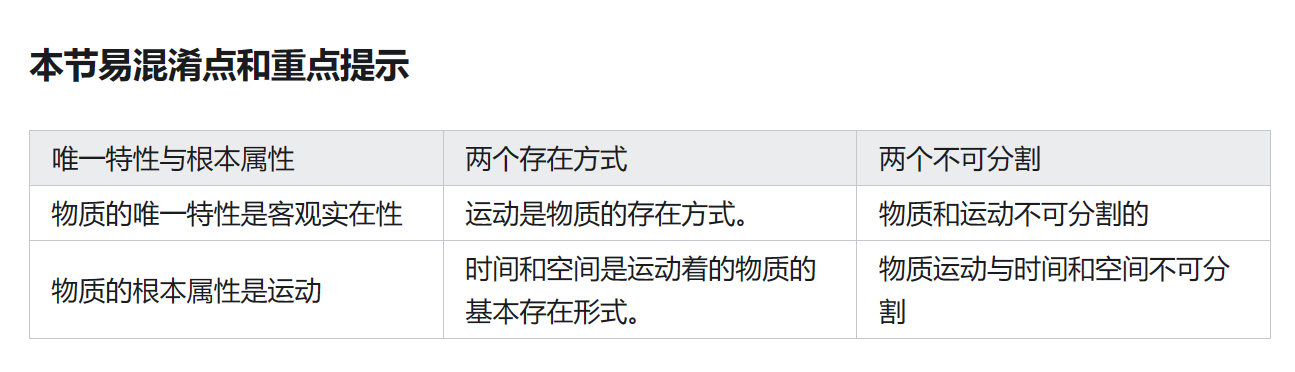 本节易混淆点和重点提示
唯一特性与根本属性
两个存在方式
两个不可分割
物质的唯一特性是客观实在性
运动是物质的存在方式。
物质和运动不可分割的
物质的根本属性是运动
时间和空间是运动着的物质的
基本存在形式。
物质运动与时间和空间不可分
割